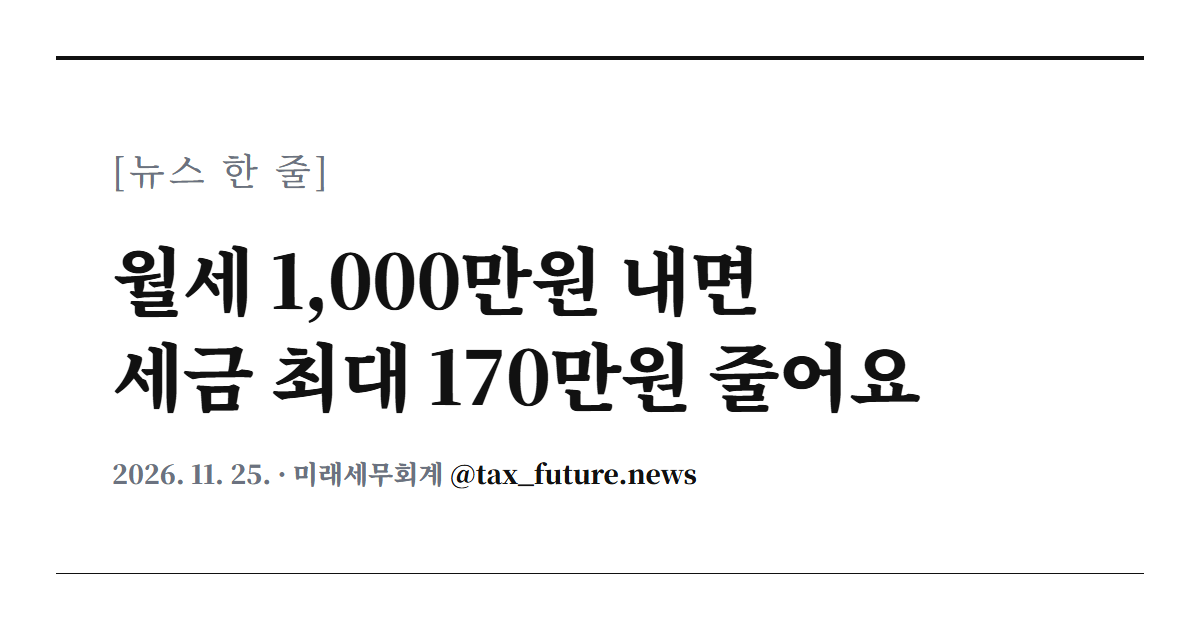 [뉴스 한 줄]
월세 1,000만원 내면
세금 최대 170만원 줄어요
2026. 11. 25. · 미래세무회계 @tax_future.news